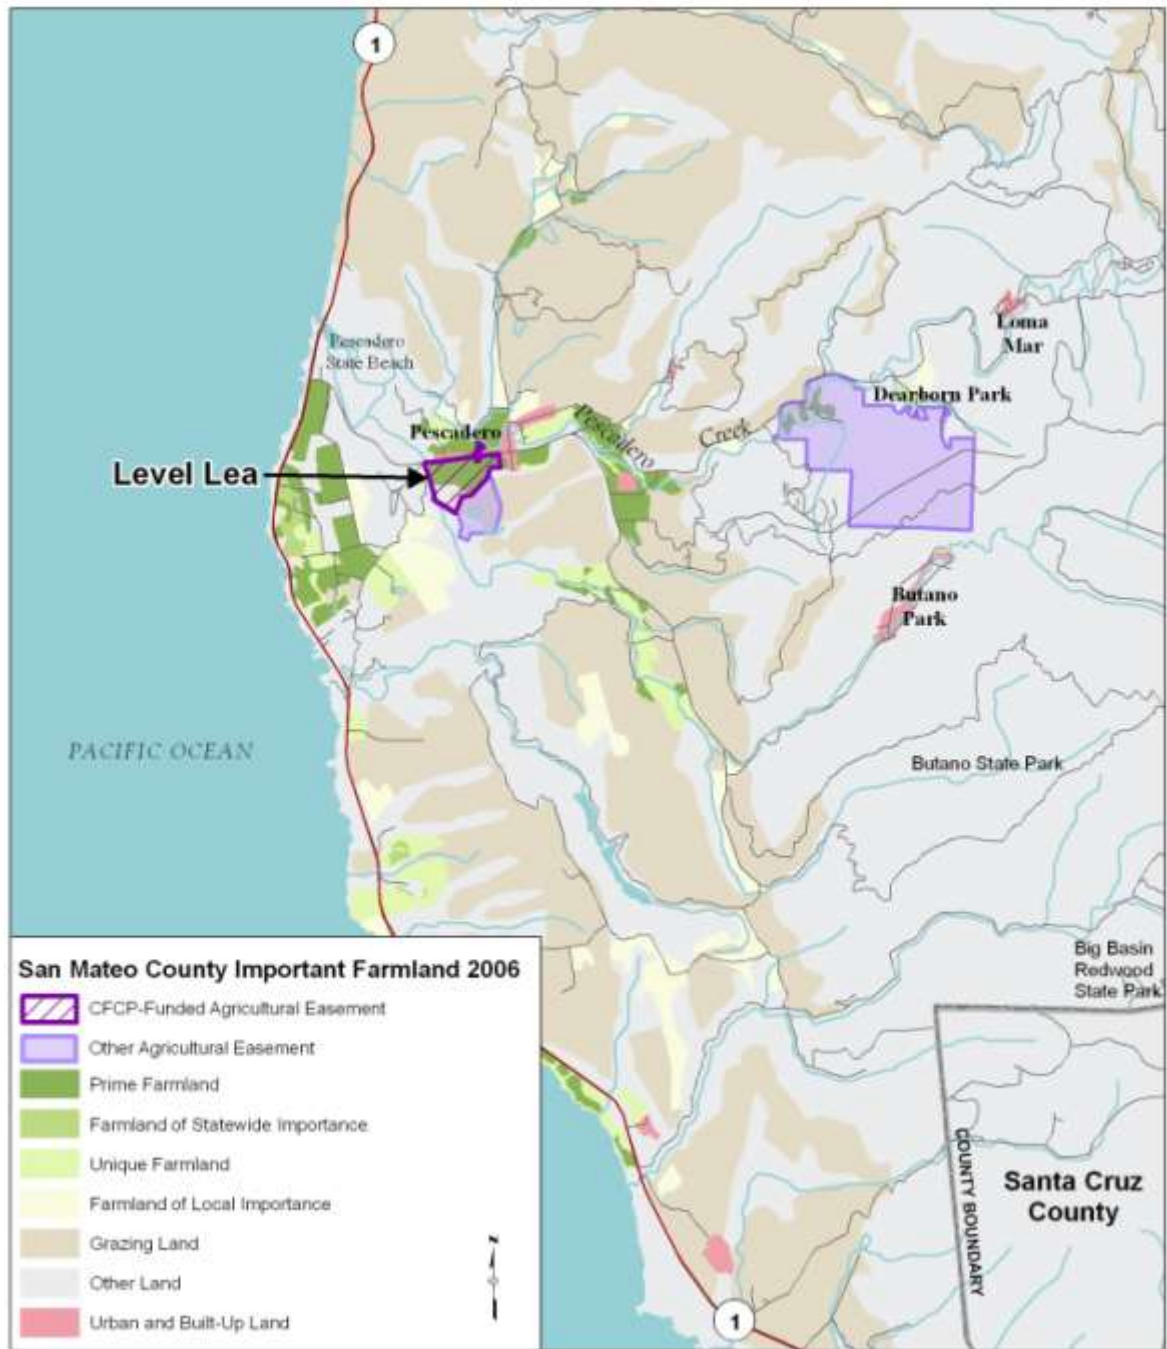 1
Pescadero
State Beach
Loma
Mar
Dearborn Park
Pescadero
Pescadero
Creek
Level Lea
Butano
Park
PACIFIC OCEAN
Butano State Park
Big Basin
Redwood
State Park
San Mateo County Important Farmland 2006
CFCP-Funded Agricultural Easement
Other Agricultural Easement
Prime Farmland
Farmland of Statewide Importance
Unique Farmland
Farmland of Local Importance
Grazing Land
Other Land
Urban and Built-Up Land
N
COUNTY BOUNDARY
Santa Cruz
County
1